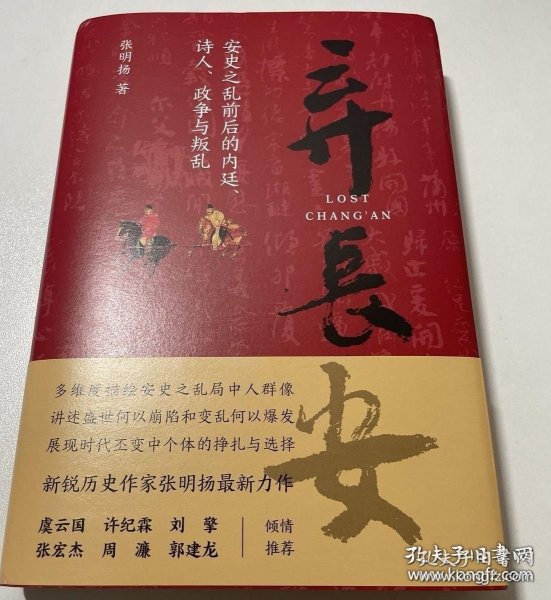 弃長安
LOST
CHANG'AN
安史之乱前后的内廷、
诗人、政争与叛乱
张明扬 著
多维度描绘安史之乱局中人群像
讲述盛世何以崩陷和变乱何以爆发
展现时代丕变中个体的挣扎与选择
新锐历史作家张明扬最新力作
虞云国 许纪霖 刘擎 倾情
张宏杰 周濂 郭建龙 推荐
孔夫子旧书网
www.kongfz.com